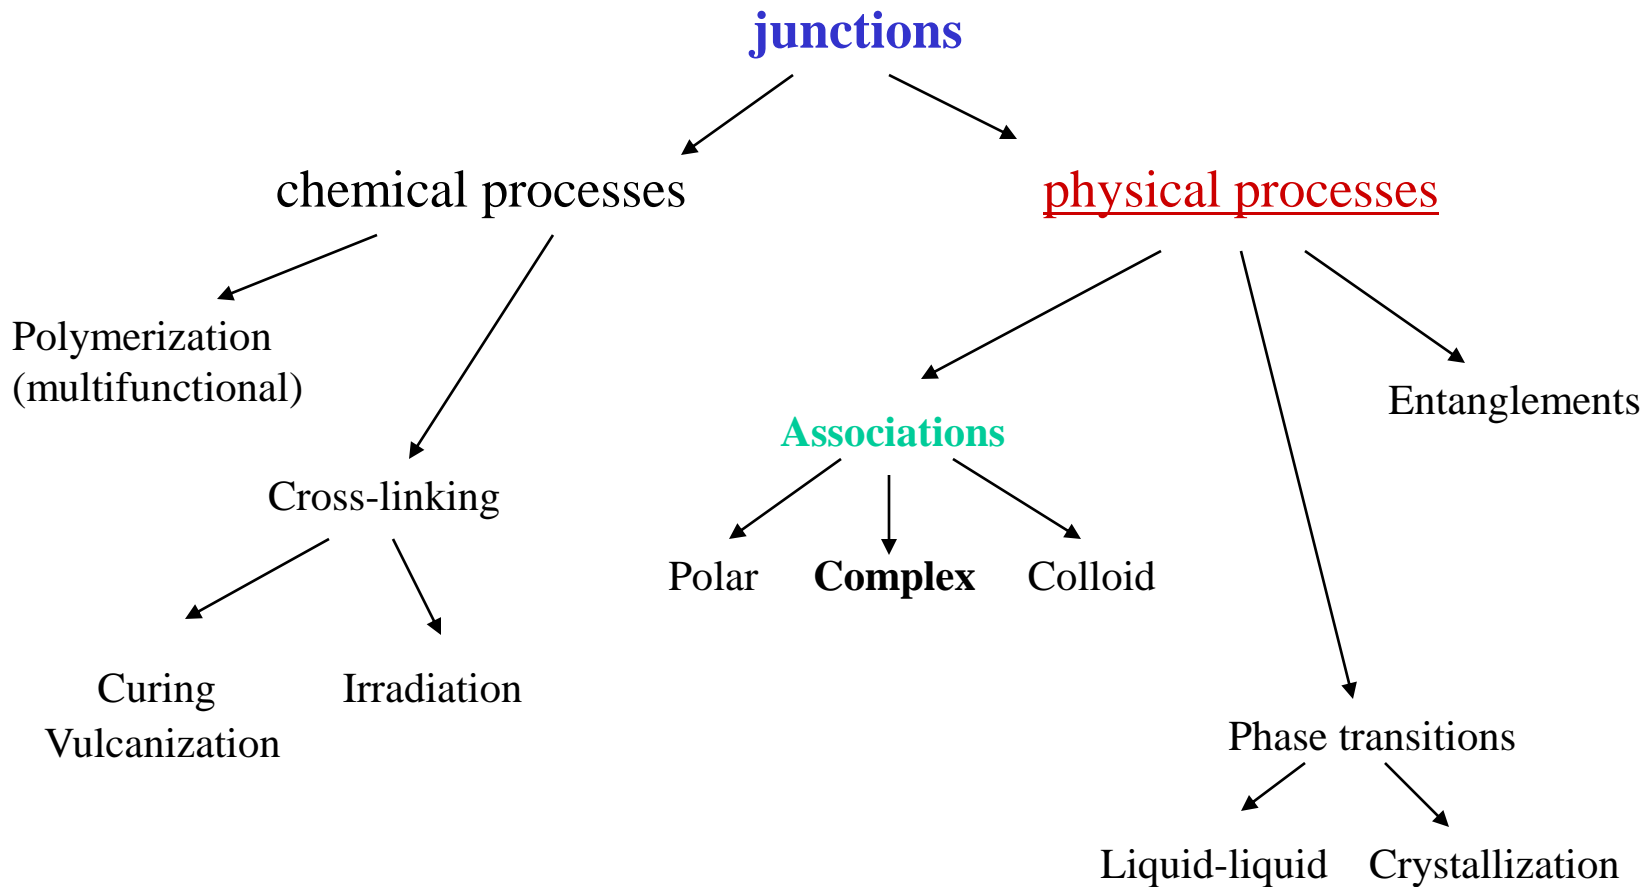 junctions
chemical processes
physical processes
Polymerization
(multifunctional)
Entanglements
Associations
Cross-linking
Polar
Complex
Colloid
Curing
Irradiation
Vulcanization
Phase transitions
Liquid-liquid
Crystallization